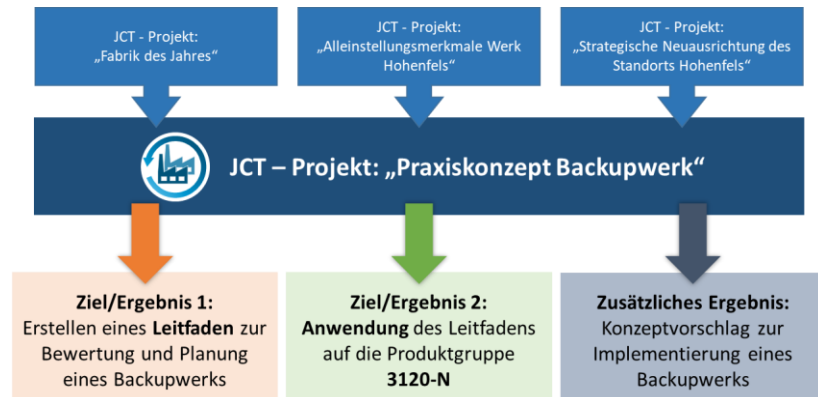 JCT - Projekt:
„Fabrik des Jahres“
JCT - Projekt:
„Alleinstellungsmerkmale Werk
Hohenfels“
JCT - Projekt:
„Strategische Neuausrichtung des
Standorts Hohenfels“
JCT – Projekt: „Praxiskonzept Backupwerk“
Ziel/Ergebnis 1:
Erstellen eines Leitfaden zur
Bewertung und Planung
eines Backupwerks
Ziel/Ergebnis 2:
Anwendung des Leitfadens
auf die Produktgruppe
3120-N
Zusätzliches Ergebnis:
Konzeptvorschlag zur
Implementierung eines
Backupwerks